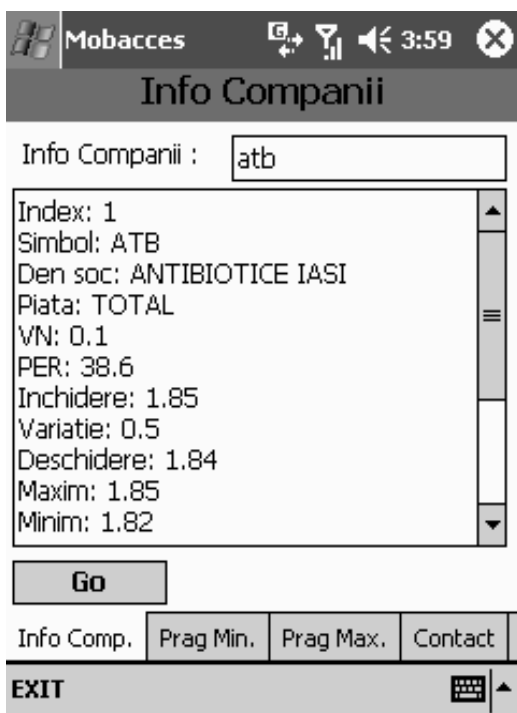 Mobacces G 3:59
Info Companii
Info Companii : atb
Index: 1
Simbol: ATB
Den soc: ANTIBIOTICE IASI
Piata: TOTAL
VN: 0.1
PER: 38.6
Inchidere: 1.85
Variatie: 0.5
Deschidere: 1.84
Maxim: 1.85
Minim: 1.82
Go
Info Comp. Prag Min. Prag Max. Contact
EXIT